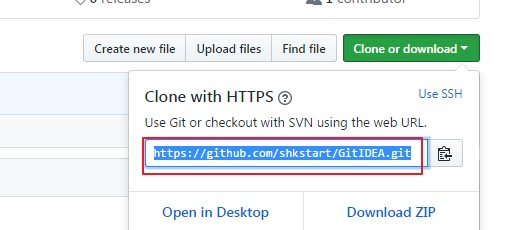 0 releases
1 contributor
Create new file
Upload files
Find file
Clone or download
Clone with HTTPS
Use SSH
Use Git or checkout with SVN using the web URL.
https://github.com/shkstart/GitIDEA.git
Open in Desktop
Download ZIP